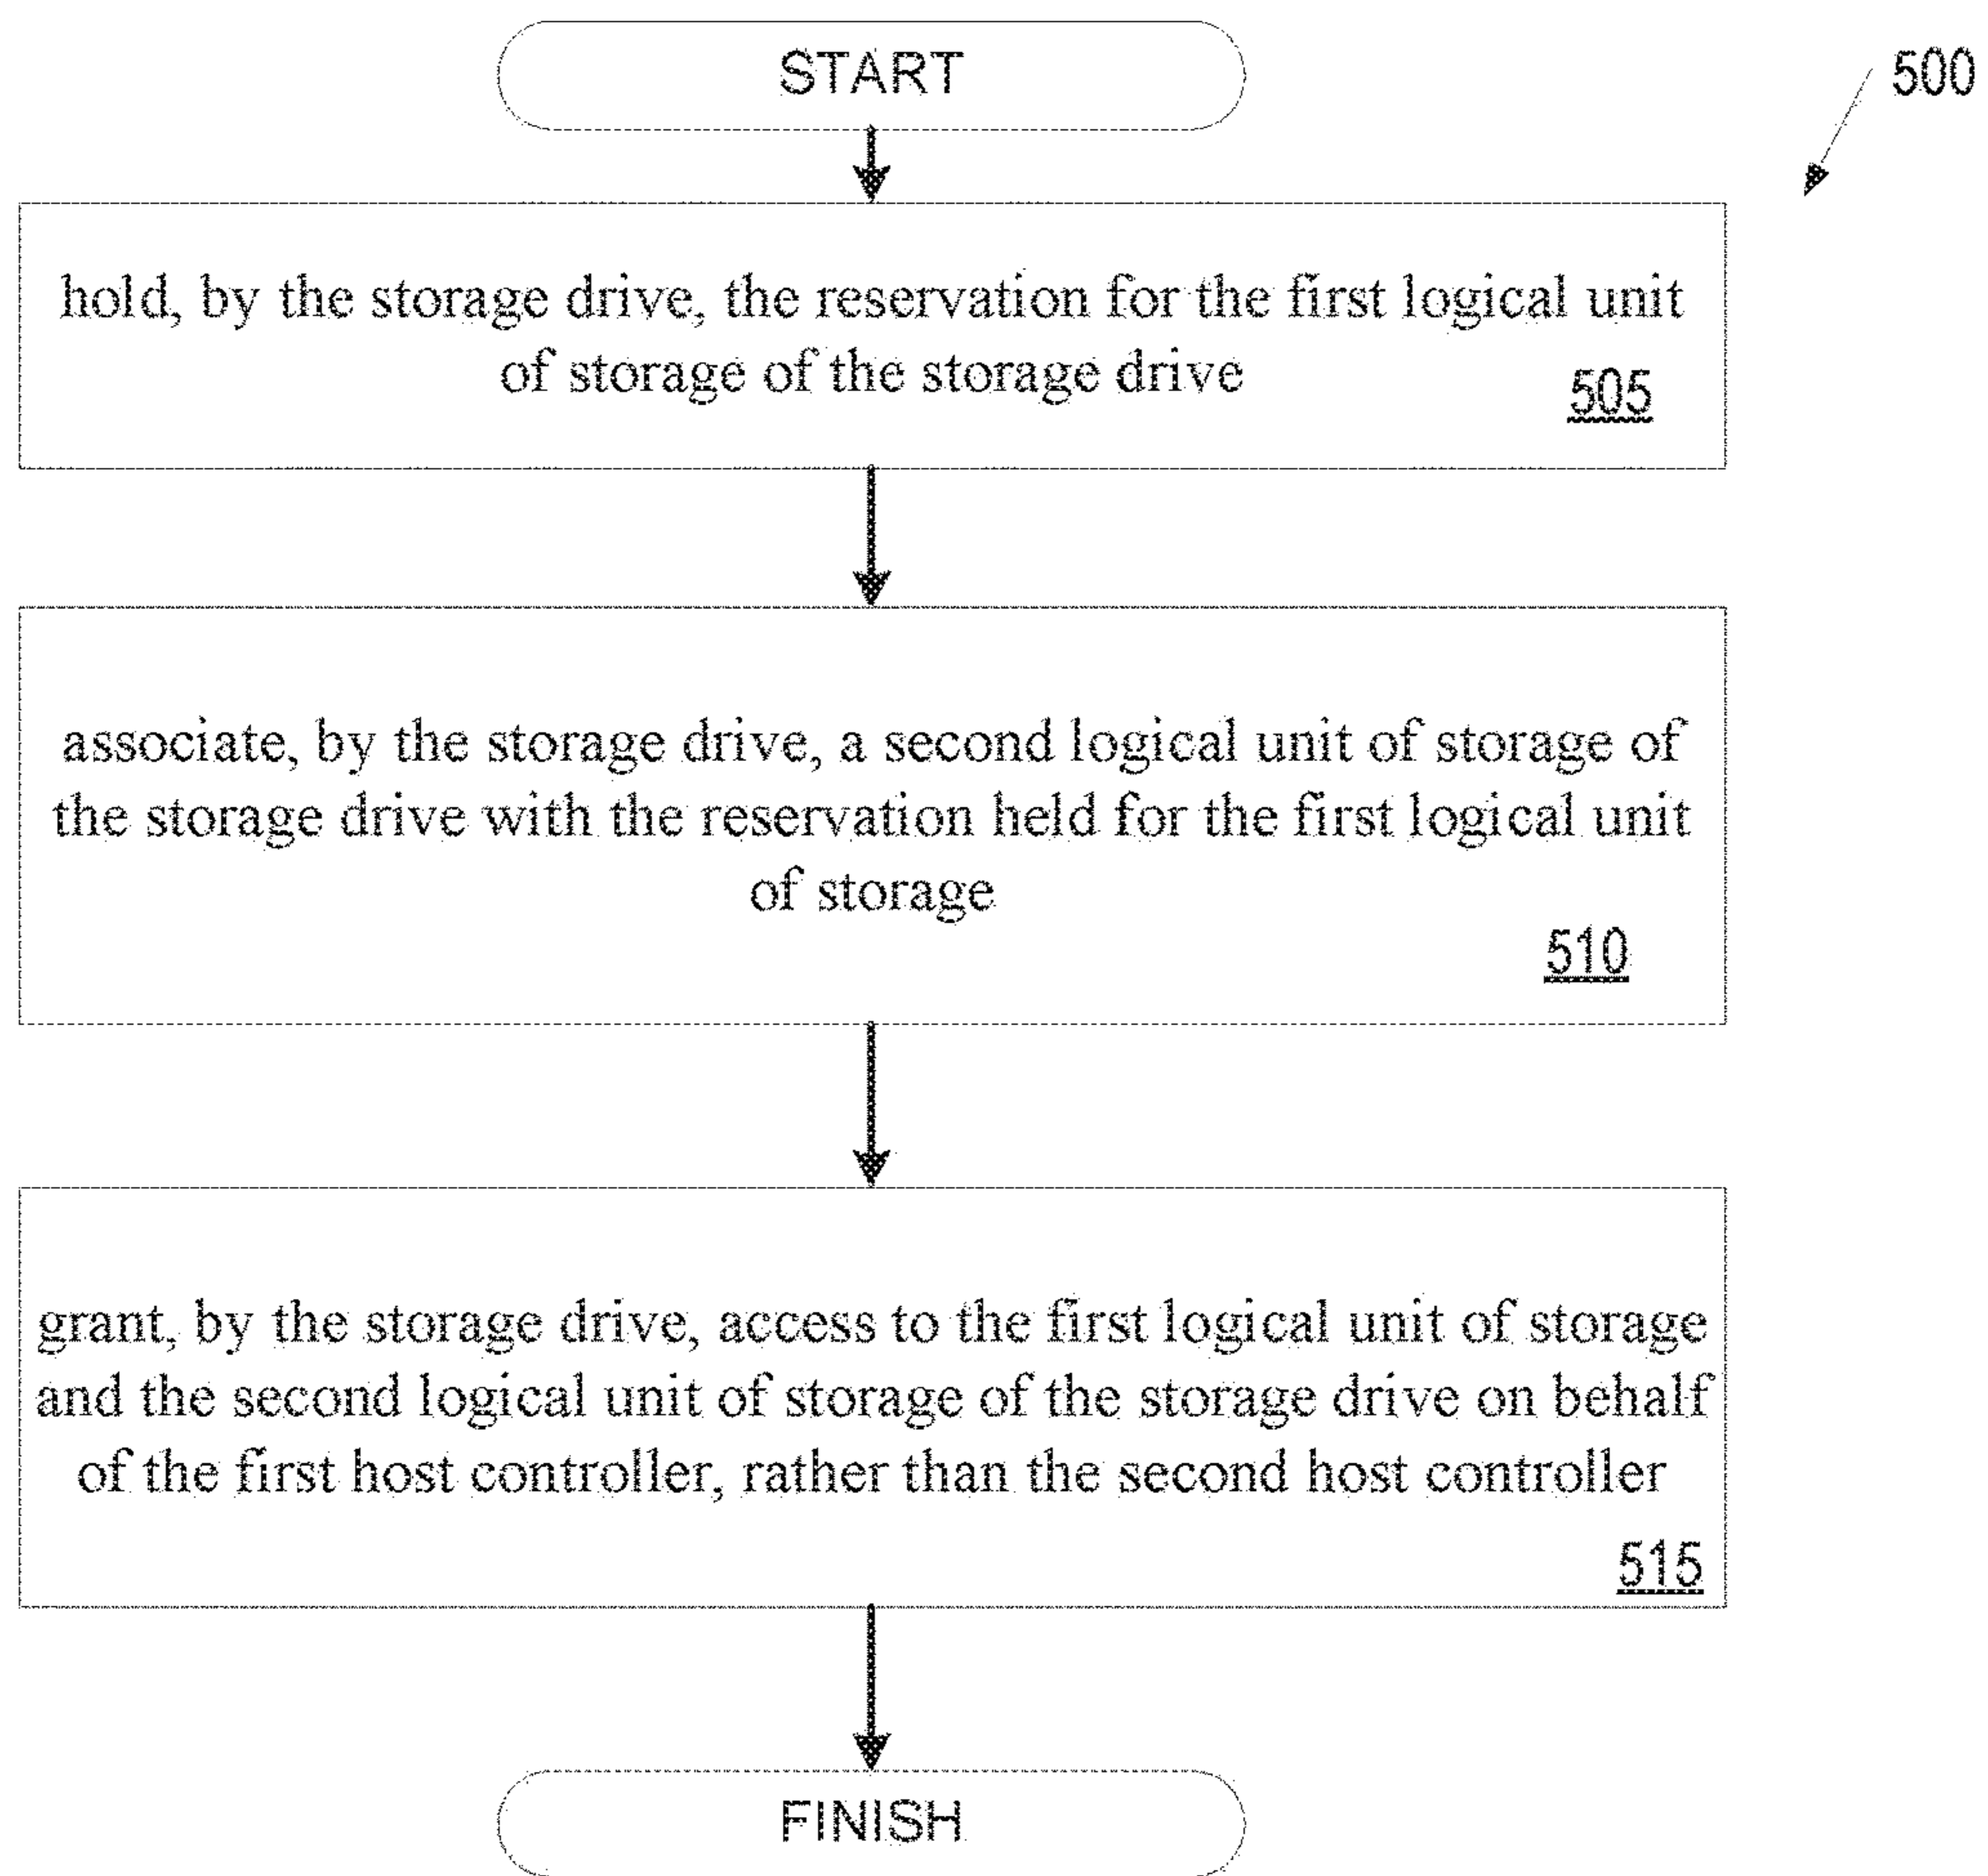 START
500
hold, by the storage drive, the reservation for the first logical unit
of storage of the storage drive
505
associate, by the storage drive, a second logical unit of storage of
the storage drive with the reservation held for the first logical unit
of storage
510
grant, by the storage drive, access to the first logical unit of storage
and the second logical unit of storage of the storage drive on behalf
of the first host controller, rather than the second host controller
515
FINISH